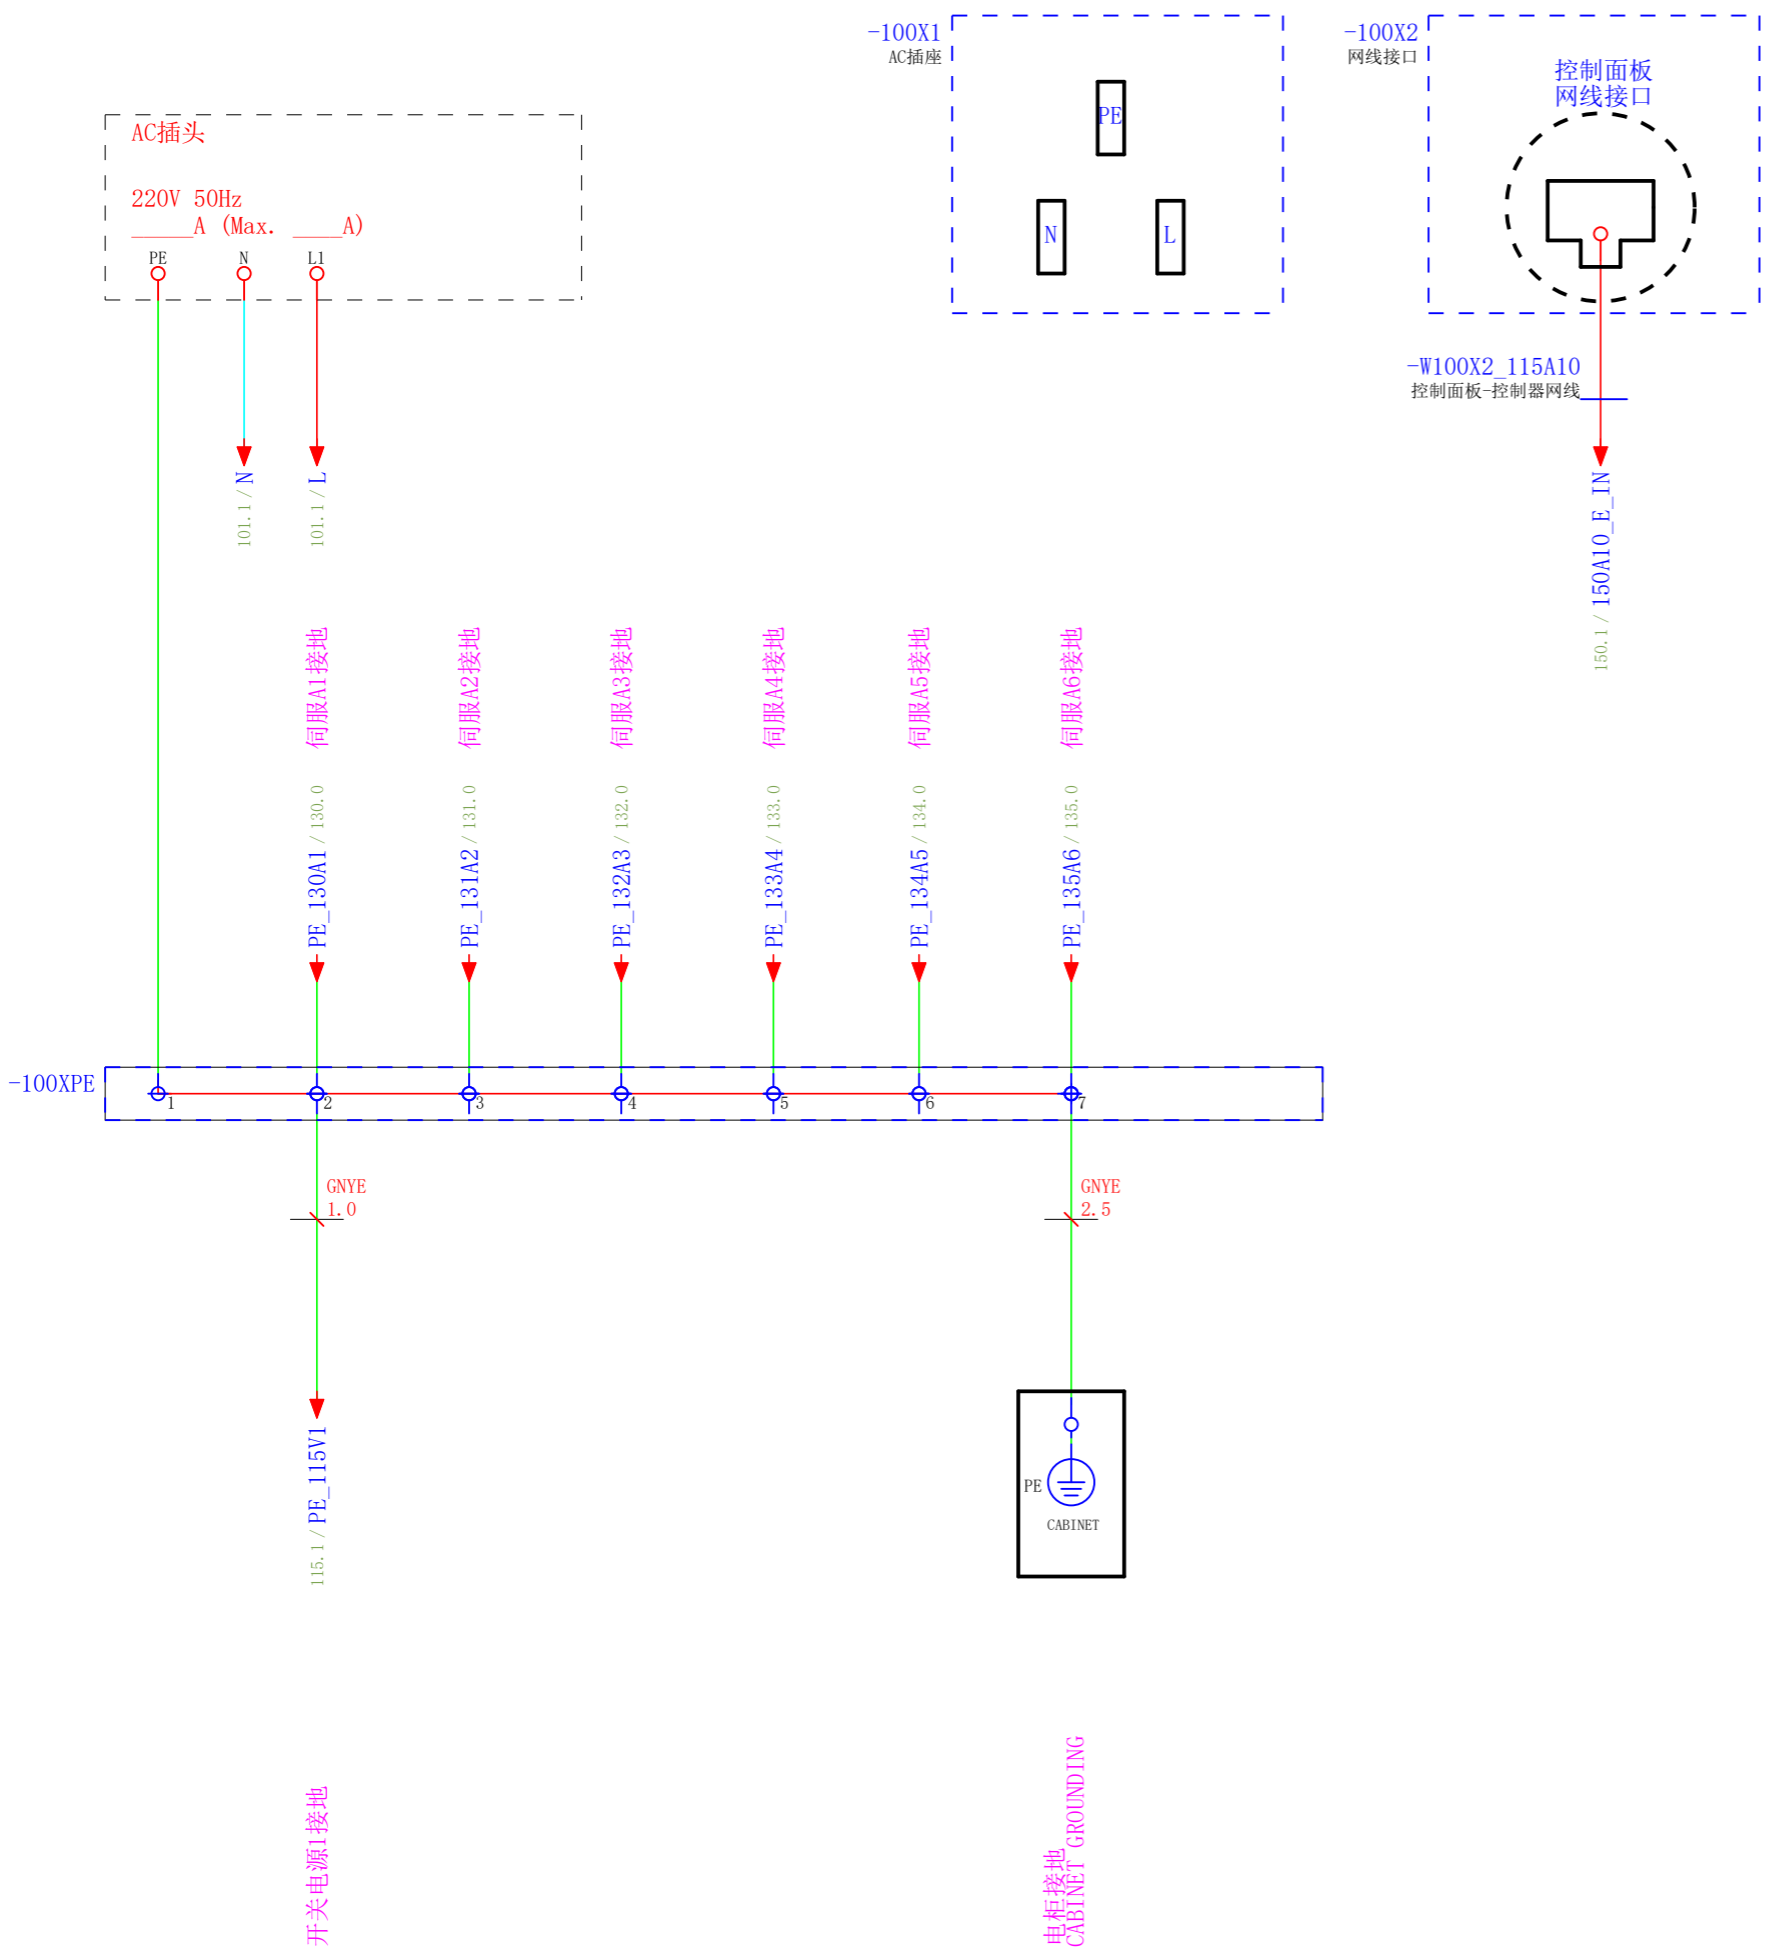 -100X1
AC插座
PE
N
L
-100X2
网线接口
控制面板
网线接口
-W100X2_115A10
控制面板-控制器网线
150.1 / 150A10_E_IN
AC插头
220V 50Hz
_____A (Max. ____A)
PE
N
L1
101.1 / N
101.1 / L
伺服A1接地
伺服A2接地
伺服A3接地
伺服A4接地
伺服A5接地
伺服A6接地
PE_130A1 / 130.0
PE_131A2 / 131.0
PE_132A3 / 132.0
PE_133A4 / 133.0
PE_134A5 / 134.0
PE_135A6 / 135.0
-100XPE
1
2
3
4
5
6
7
GNYE
1.0
GNYE
2.5
115.1 / PE_115V1
PE
CABINET
开关电源1接地
电柜接地
CABINET GROUNDING